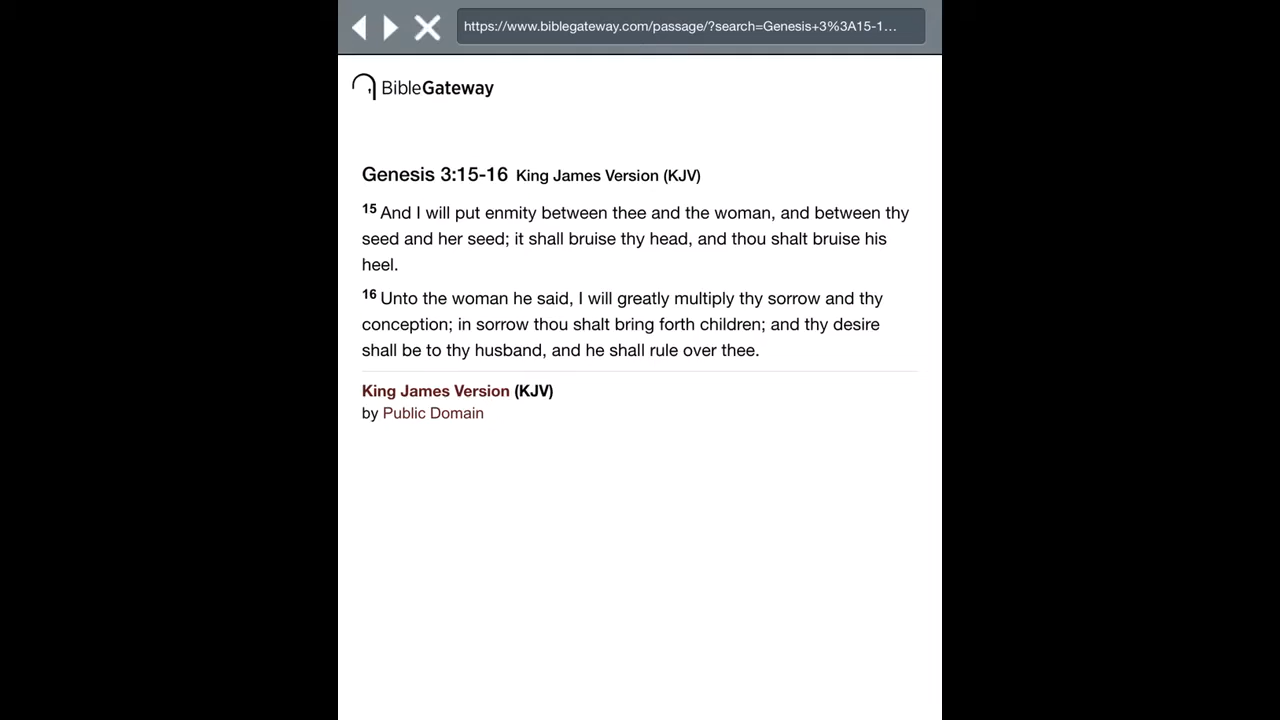 https://www.biblegateway.com/passage/?search=Genesis+3%3A15-1...
BibleGateway
Genesis 3:15-16 King James Version (KJV)
15 And I will put enmity between thee and the woman, and between thy
seed and her seed; it shall bruise thy head, and thou shalt bruise his
heel.
16 Unto the woman he said, I will greatly multiply thy sorrow and thy
conception; in sorrow thou shalt bring forth children; and thy desire
shall be to thy husband, and he shall rule over thee.
King James Version (KJV)
by Public Domain